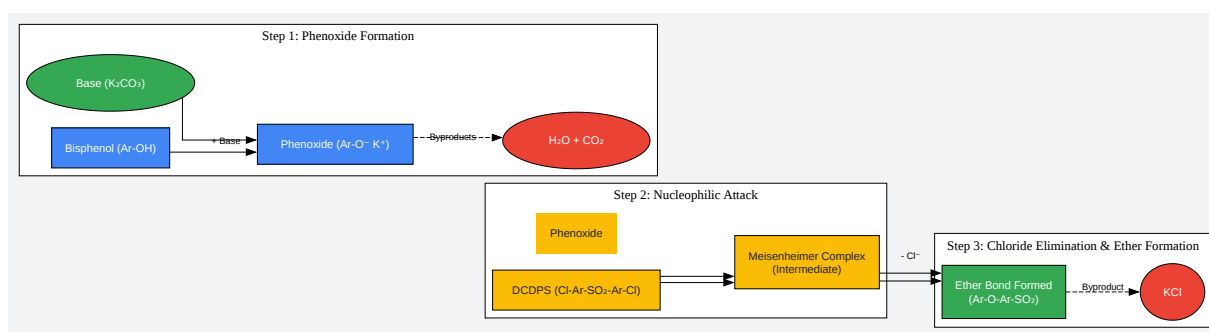 Step 1: Phenoxide Formation
Base (K₂CO₃)
+ Base
Bisphenol (Ar-OH)
Phenoxide (Ar-O⁻ K⁺)
Byproducts
H₂O + CO₂
Step 2: Nucleophilic Attack
Phenoxide
DCDPS (Cl-Ar-SO₂-Ar-Cl)
Meisenheimer Complex
(Intermediate)
- Cl⁻
Step 3: Chloride Elimination & Ether Formation
Ether Bond Formed
(Ar-O-Ar-SO₂)
Byproduct
KCl